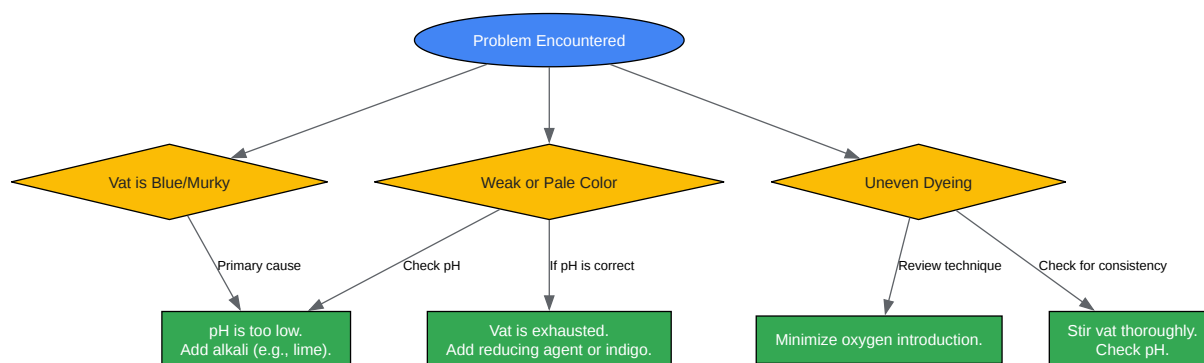 Problem Encountered
Vat is Blue/Murky
Weak or Pale Color
Uneven Dyeing
Primary cause
Check pH
If pH is correct
Review technique
Check for consistency
pH is too low.
Add alkali (e.g., lime).
Vat is exhausted.
Add reducing agent or indigo.
Minimize oxygen introduction.
Stir vat thoroughly.
Check pH.